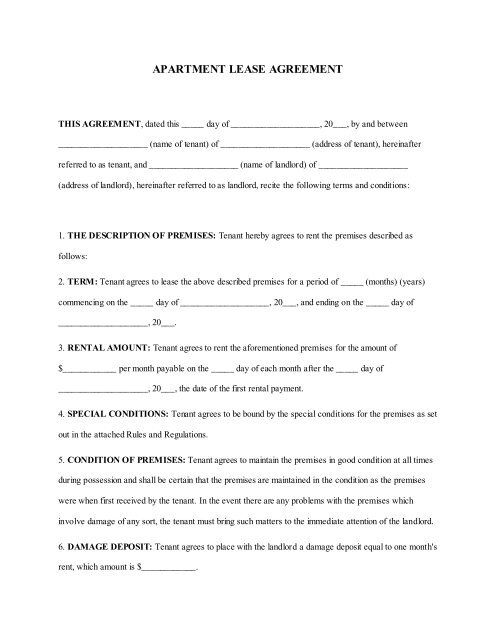 APARTMENT LEASE AGREEMENT
THIS AGREEMENT, dated this _____ day of ____________________, 20___, by and between
____________________ (name of tenant) of ____________________ (address of tenant), hereinafter
referred to as tenant, and ____________________ (name of landlord) of ____________________
(address of landlord), hereinafter referred to as landlord, recite the following terms and conditions:
1. THE DESCRIPTION OF PREMISES: Tenant hereby agrees to rent the premises described as
follows:
2. TERM: Tenant agrees to lease the above described premises for a period of _____ (months) (years)
commencing on the _____ day of ____________________, 20___, and ending on the _____ day of
____________________, 20___.
3. RENTAL AMOUNT: Tenant agrees to rent the aforementioned premises for the amount of
$____________ per month payable on the _____ day of each month after the _____ day of
____________________, 20___, the date of the first rental payment.
4. SPECIAL CONDITIONS: Tenant agrees to be bound by the special conditions for the premises as set
out in the attached Rules and Regulations.
5. CONDITION OF PREMISES: Tenant agrees to maintain the premises in good condition at all times
during possession and shall be certain that the premises are maintained in the condition as the premises
were when first received by the tenant. In the event there are any problems with the premises which
involve damage of any sort, the tenant must bring such matters to the immediate attention of the landlord.
6. DAMAGE DEPOSIT: Tenant agrees to place with the landlord a damage deposit equal to one month's
rent, which amount is $____________.